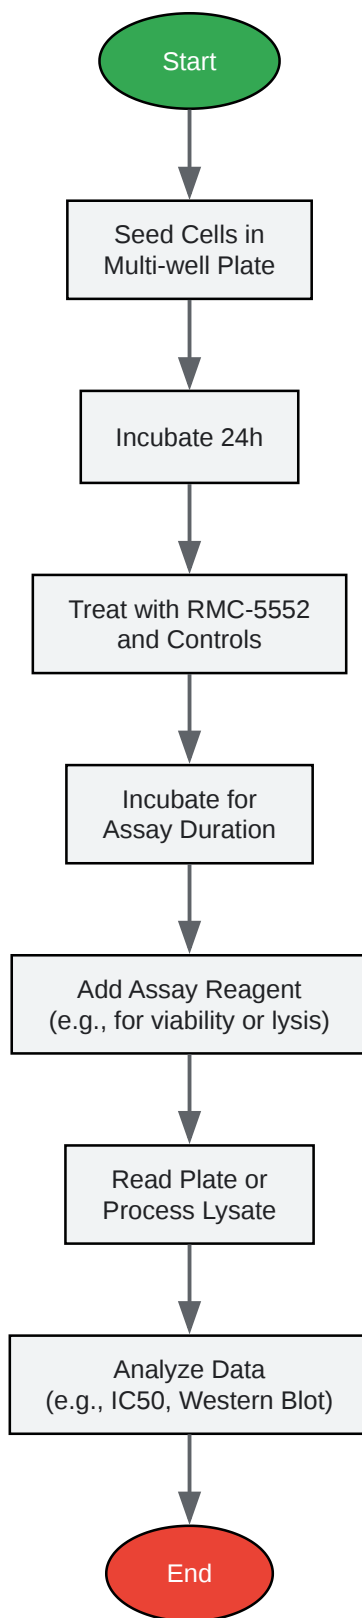 Start
Seed Cells in
Multi-well Plate
Incubate 24h
Treat with RMC-5552
and Controls
Incubate for
Assay Duration
Add Assay Reagent
(e.g., for viability or lysis)
Read Plate or
Process Lysate
Analyze Data
(e.g., IC50, Western Blot)
End